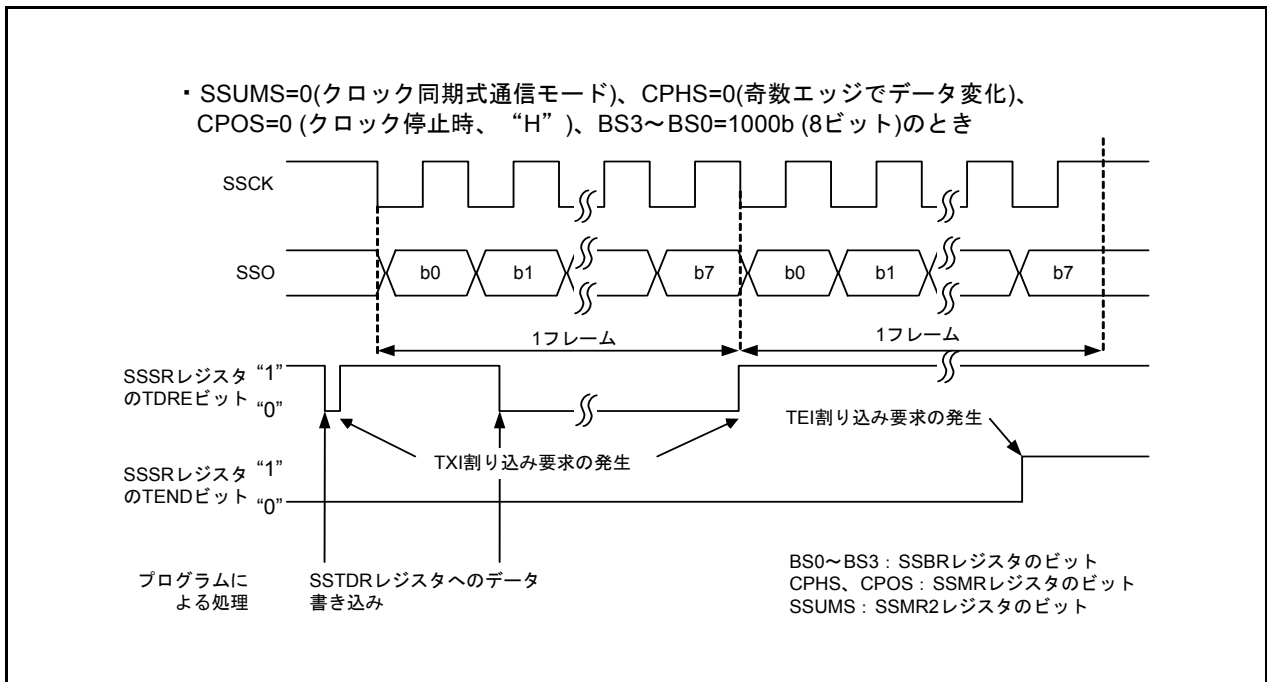 ・SSUMS=0(クロック同期式通信モード)、CPHS=0(奇数エッジでデータ変化)、
CPOS=0 (クロック停止時、“H”)、BS3～BS0=1000b (8ビット)のとき
SSCK
SSO
b0
b1
b7
b0
b1
b7
1フレーム
1フレーム
SSSRレジスタ “1”
のTDREビット “0”
TEI割り込み要求の発生
TXI割り込み要求の発生
SSSRレジスタ “1”
のTENDビット “0”
プログラムに
よる処理
SSTDRレジスタへのデータ
書き込み
BS0～BS3：SSBRレジスタのビット
CPHS、CPOS：SSMRレジスタのビット
SSUMS：SSMR2レジスタのビット